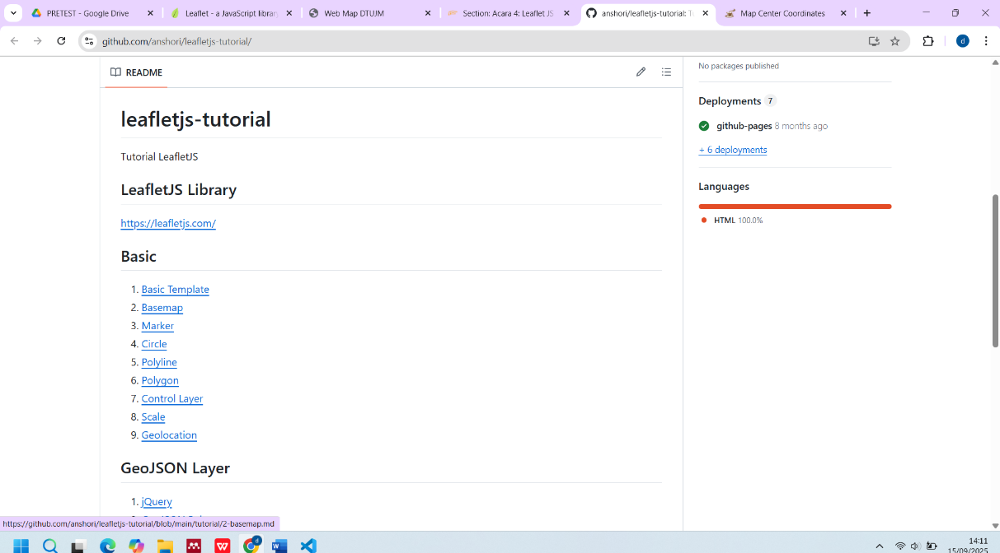 PRETEST - Google Drive
Leaflet - a JavaScript librar
Web Map DTUJM
Section: Acara 4: Leaflet JS
anshori/leafletjs-tutorial: Tu
Map Center Coordinates
github.com/anshori/leafletjs-tutorial/
d
README
No packages published
leafletjs-tutorial
Deployments 7
github-pages 8 months ago
+ 6 deployments
Tutorial LeafletJS
LeafletJS Library
Languages
HTML 100.0%
https://leafletjs.com/
Basic
1. Basic Template
2. Basemap
3. Marker
4. Circle
5. Polyline
6. Polygon
7. Control Layer
8. Scale
9. Geolocation
GeoJSON Layer
1. jQuery
https://github.com/anshori/leafletjs-tutorial/blob/main/tutorial/2-basemap.md
14:11
15/09/2025